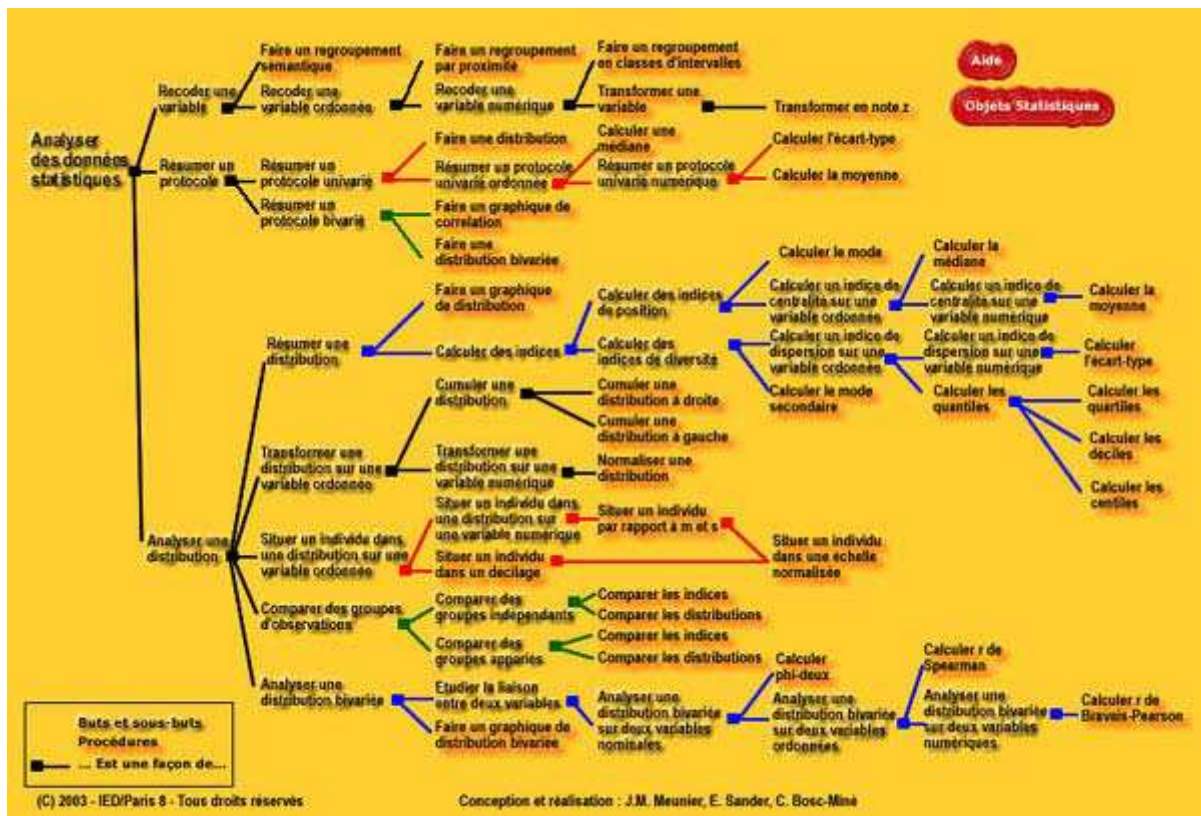 Aide
Objets Statistiques
Analyser
des données
statistiques
Recoder une
variable
Faire un regroupement
sémantique
Recoder une
variable ordonnée
Faire un regroupement
par proximité
Recoder une
variable numérique
Faire un regroupement
en classes d'intervalles
Transformer une
variable
Transformer en note z
Résumer un
protocole
Résumer un
protocole univarié
Faire une distribution
Résumer un protocole
univarié ordonnée
Calculer une
médiane
Résumer un protocole
univarié numérique
Calculer l'écart-type
Calculer la moyenne
Résumer un
protocole bivarié
Faire un graphique de
corrélation
Faire une
distribution bivariée
Analyser une
distribution
Résumer une
distribution
Faire un graphique
de distribution
Calculer des indices
Calculer des indices
de position
Calculer le mode
Calculer un indice de
centralité sur une
variable ordonnée
Calculer la
médiane
Calculer un indice de
centralité sur une
variable numérique
Calculer la
moyenne
Calculer des
indices de diversité
Calculer un indice de
dispersion sur une
variable ordonnée
Calculer un indice de
dispersion sur une
variable numérique
Calculer
l'écart-type
Calculer le mode
secondaire
Calculer les
quantiles
Calculer les
quartiles
Calculer les
déciles
Calculer les
centiles
Transformer une
distribution sur une
variable ordonnée
Cumuler une
distribution
Cumuler une
distribution à droite
Cumuler une
distribution à gauche
Transformer une
distribution sur une
variable numérique
Normaliser une
distribution
Situer un individu dans
une distribution sur une
variable ordonnée
Situer un individu dans
une distribution sur
une variable numérique
Situer un individu
par rapport à m et s
Situer un individu
dans un décilage
Situer un individu
dans une échelle
normalisée
Comparer des groupes
d'observations
Comparer des
groupes indépendants
Comparer les indices
Comparer les distributions
Comparer des
groupes appariés
Comparer les indices
Comparer les distributions
Analyser une
distribution bivariée
Etudier la liaison
entre deux variables
Faire un graphique de
distribution bivariée
Analyser une
distribution bivariée
sur deux variables
nominales
Calculer
phi-deux
Analyser une
distribution bivariée
sur deux variables
ordonnées
Calculer r de
Spearman
Analyser une
distribution bivariée
sur deux variables
numériques
Calculer r de
Bravais-Pearson
Buts et sous-buts
Procédures
... Est une façon de...
(C) 2003 - IED/Paris 8 - Tous droits réservés
Conception et réalisation : J.M. Meunier, E. Sander, C. Bosc-Miné